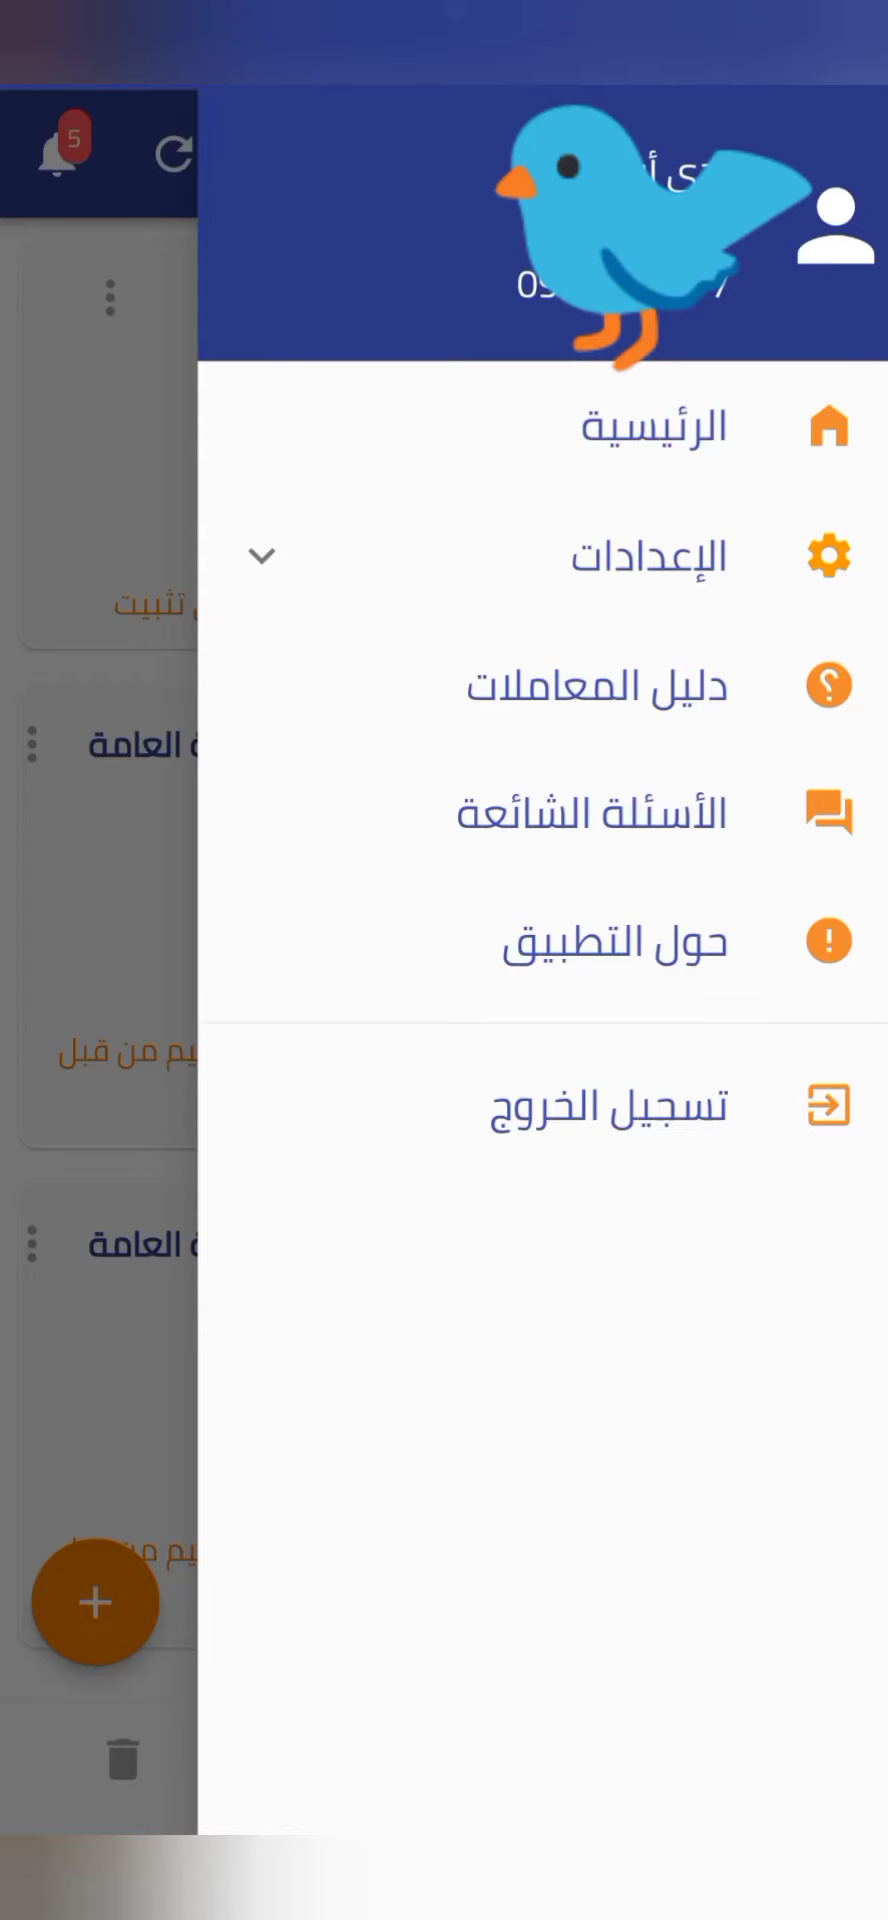 5
الرئيسية
الإعدادات
دليل المعاملات
الأسئلة الشائعة
حول التطبيق
تسجيل الخروج
تثبيت
العامة
من قبل
العامة